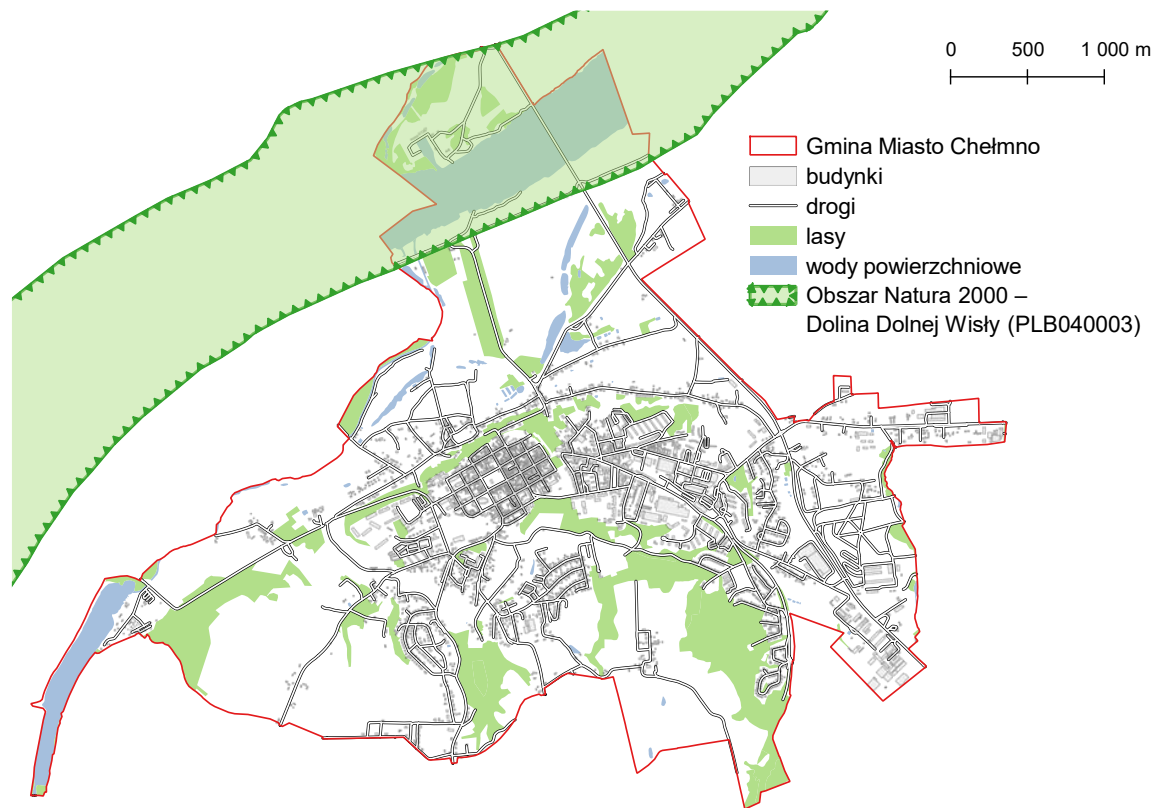 0 500 1 000 m
Gmina Miasto Chełmno
budynki
drogi
lasy
wody powierzchniowe
Obszar Natura 2000 –
Dolina Dolnej Wisły (PLB040003)